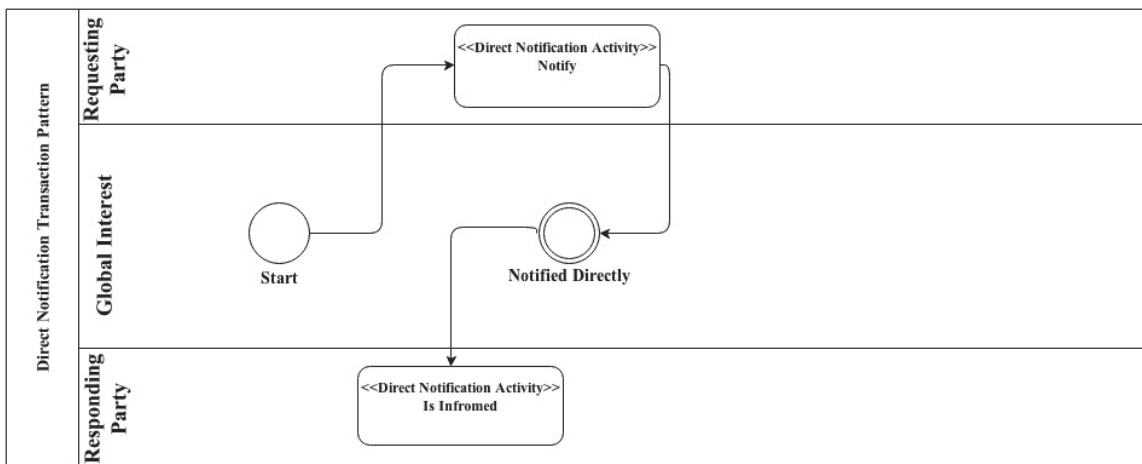 Direct Notification Transaction Pattern
Requesting
Party
<<Direct Notification Activity>>
Notify
Global Interest
Start
Notified Directly
Responding
Party
<<Direct Notification Activity>>
Is Infromed